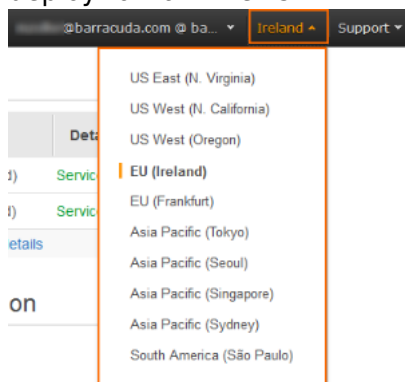 @barracuda.com @ ba... Ireland Support
US East (N. Virginia)
US West (N. California)
Deta
US West (Oregon)
d) Servic EU (Ireland)
EU (Frankfurt)
d) Servic
Asia Pacific (Tokyo)
etails
Asia Pacific (Seoul)
Asia Pacific (Singapore)
on
Asia Pacific (Sydney)
South America (São Paulo)